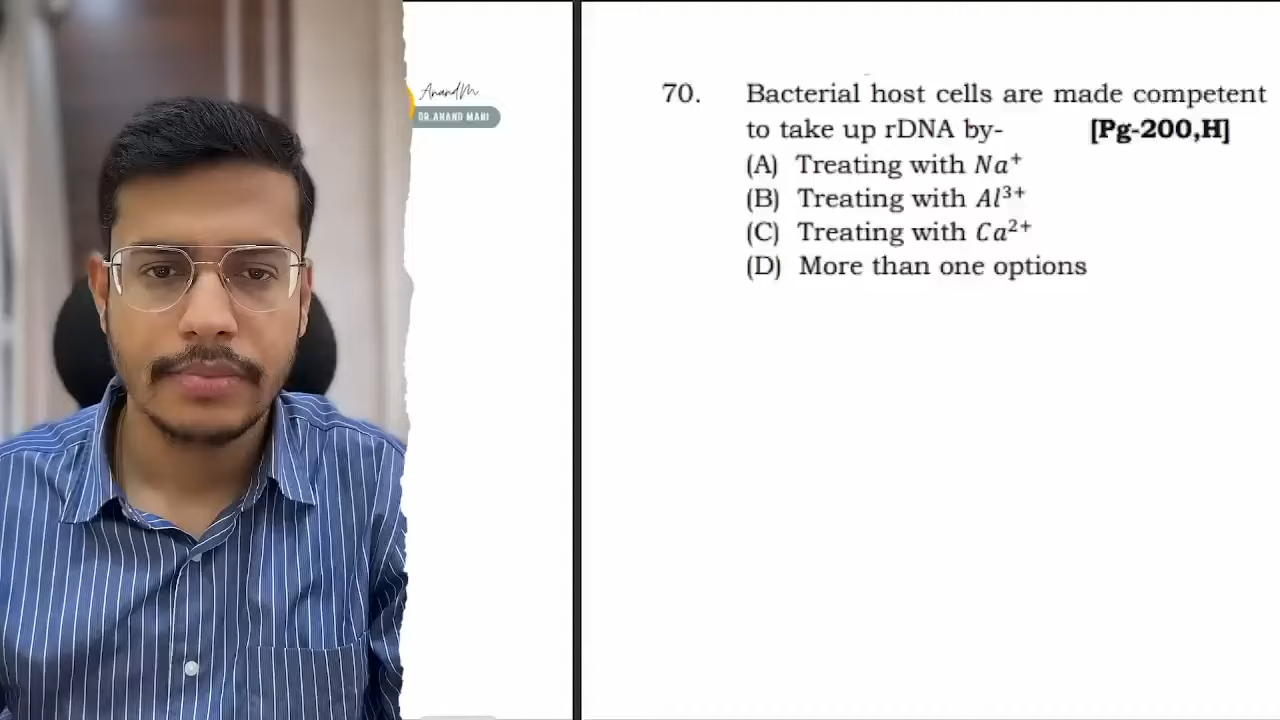 AnandM
DR.ANAND MANI
70. Bacterial host cells are made competent
to take up rDNA by- [Pg-200,H]
(A) Treating with Na⁺
(B) Treating with Al³⁺
(C) Treating with Ca²⁺
(D) More than one options